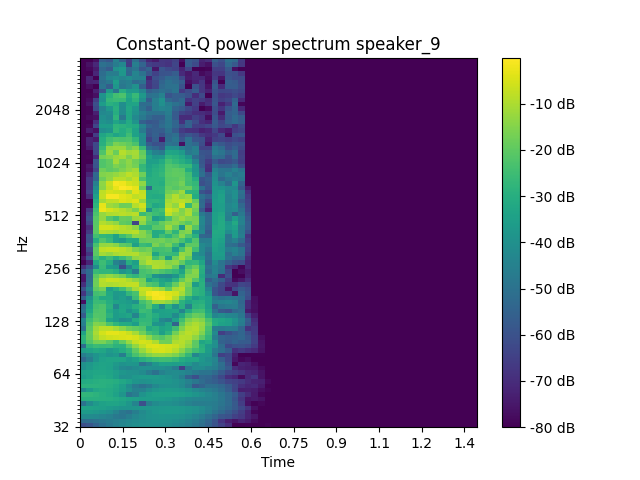 Constant-Q power spectrum speaker_9
Hz
2048
1024
512
256
128
64
32
0 0.15 0.3 0.45 0.6 0.75 0.9 1.1 1.2 1.4
Time
-10 dB
-20 dB
-30 dB
-40 dB
-50 dB
-60 dB
-70 dB
-80 dB